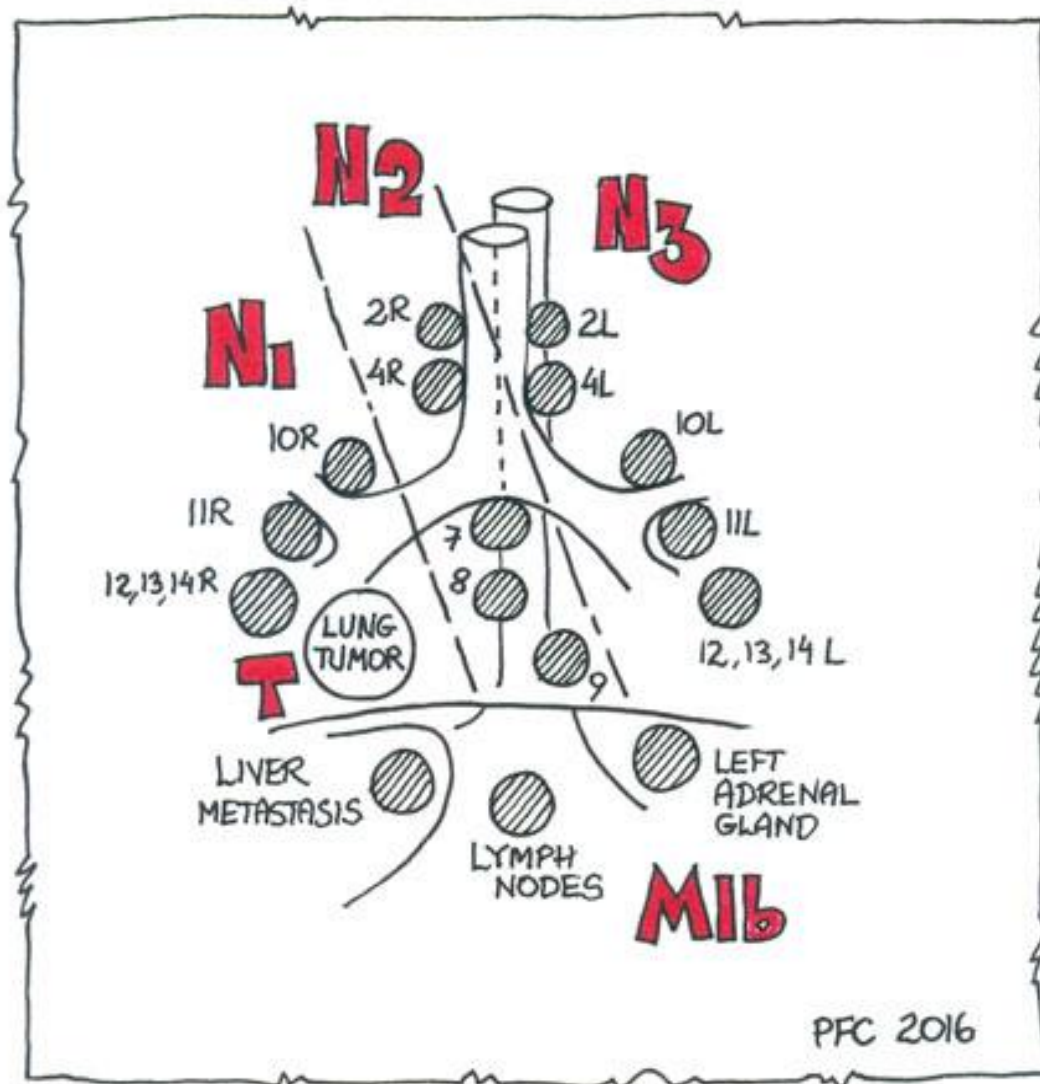 N2
N3
N1
2R
2L
4R
4L
10R
10L
11R
11L
7
12,13,14R
8
LUNG
TUMOR
12,13,14 L
T
9
LIVER
METASTASIS
LEFT
ADRENAL
GLAND
LYMPH
NODES
M1b
PFC 2016